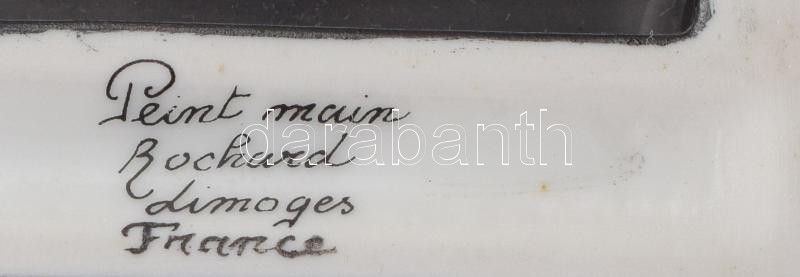 Peint main
Rochard
Limoges
France
darabanth